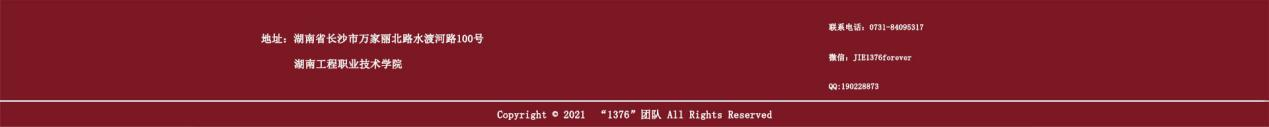 地址：湖南省长沙市万家丽北路水渡河路100号
湖南工程职业技术学院
联系电话：0731-84095317
微信：JIE1376forever
QQ:190228873
Copyright © 2021 “1376”团队 All Rights Reserved